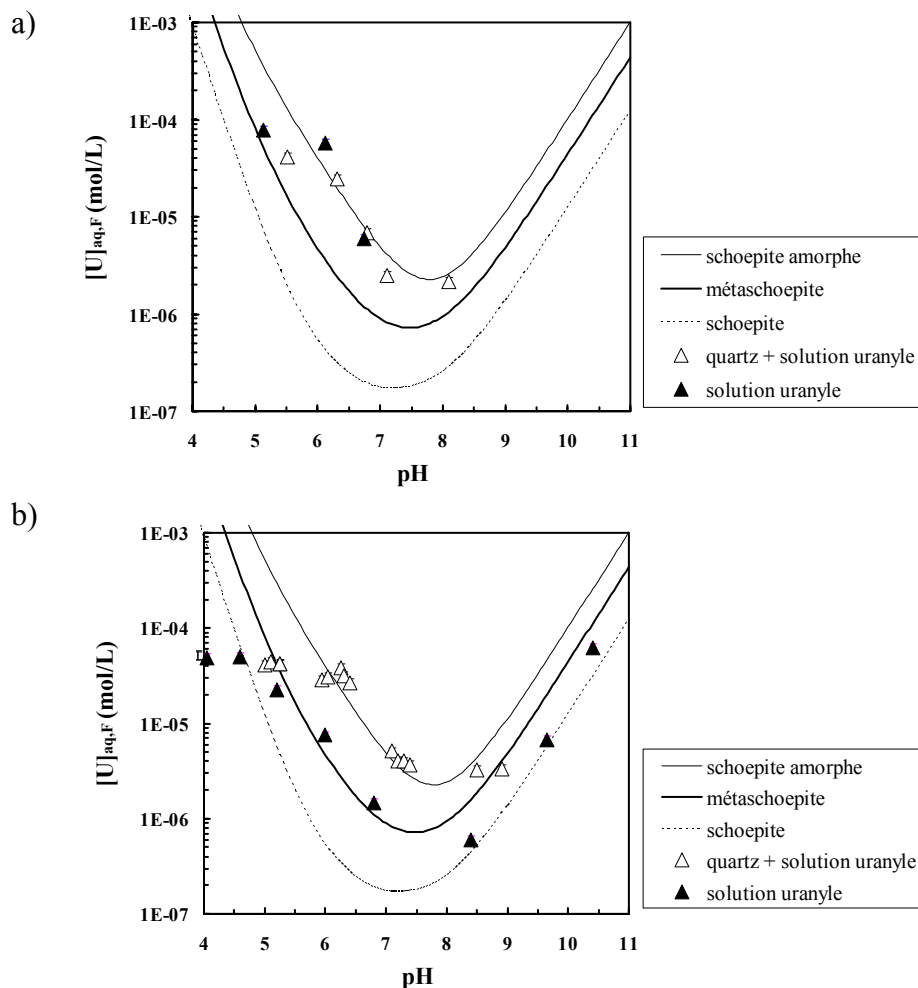 a)
1E-03
1E-04
1E-05
1E-06
1E-07
[U]aq,F (mol/L)
4 5 6 7 8 9 10 11
pH
schoepite amorphe
métaschoepite
schoepite
quartz + solution uranyle
solution uranyle
b)
1E-03
1E-04
1E-05
1E-06
1E-07
[U]aq,F (mol/L)
4 5 6 7 8 9 10 11
pH
schoepite amorphe
métaschoepite
schoepite
quartz + solution uranyle
solution uranyle